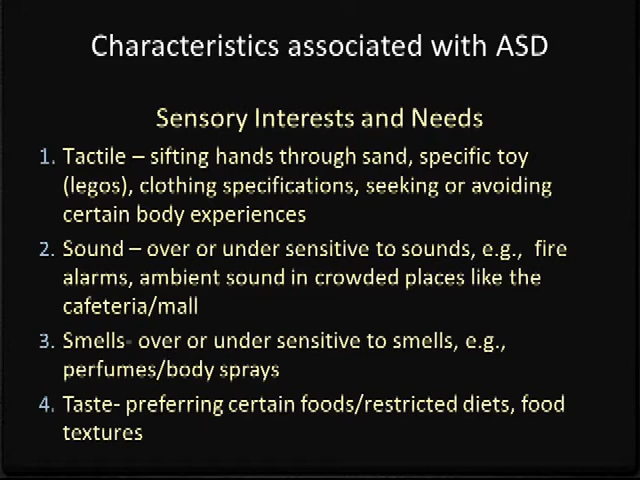 Characteristics associated with ASD
Sensory Interests and Needs
1. Tactile – sifting hands through sand, specific toy
(legos), clothing specifications, seeking or avoiding
certain body experiences
2. Sound – over or under sensitive to sounds, e.g., fire
alarms, ambient sound in crowded places like the
cafeteria/mall
3. Smells- over or under sensitive to smells, e.g.,
perfumes/body sprays
4. Taste- preferring certain foods/restricted diets, food
textures